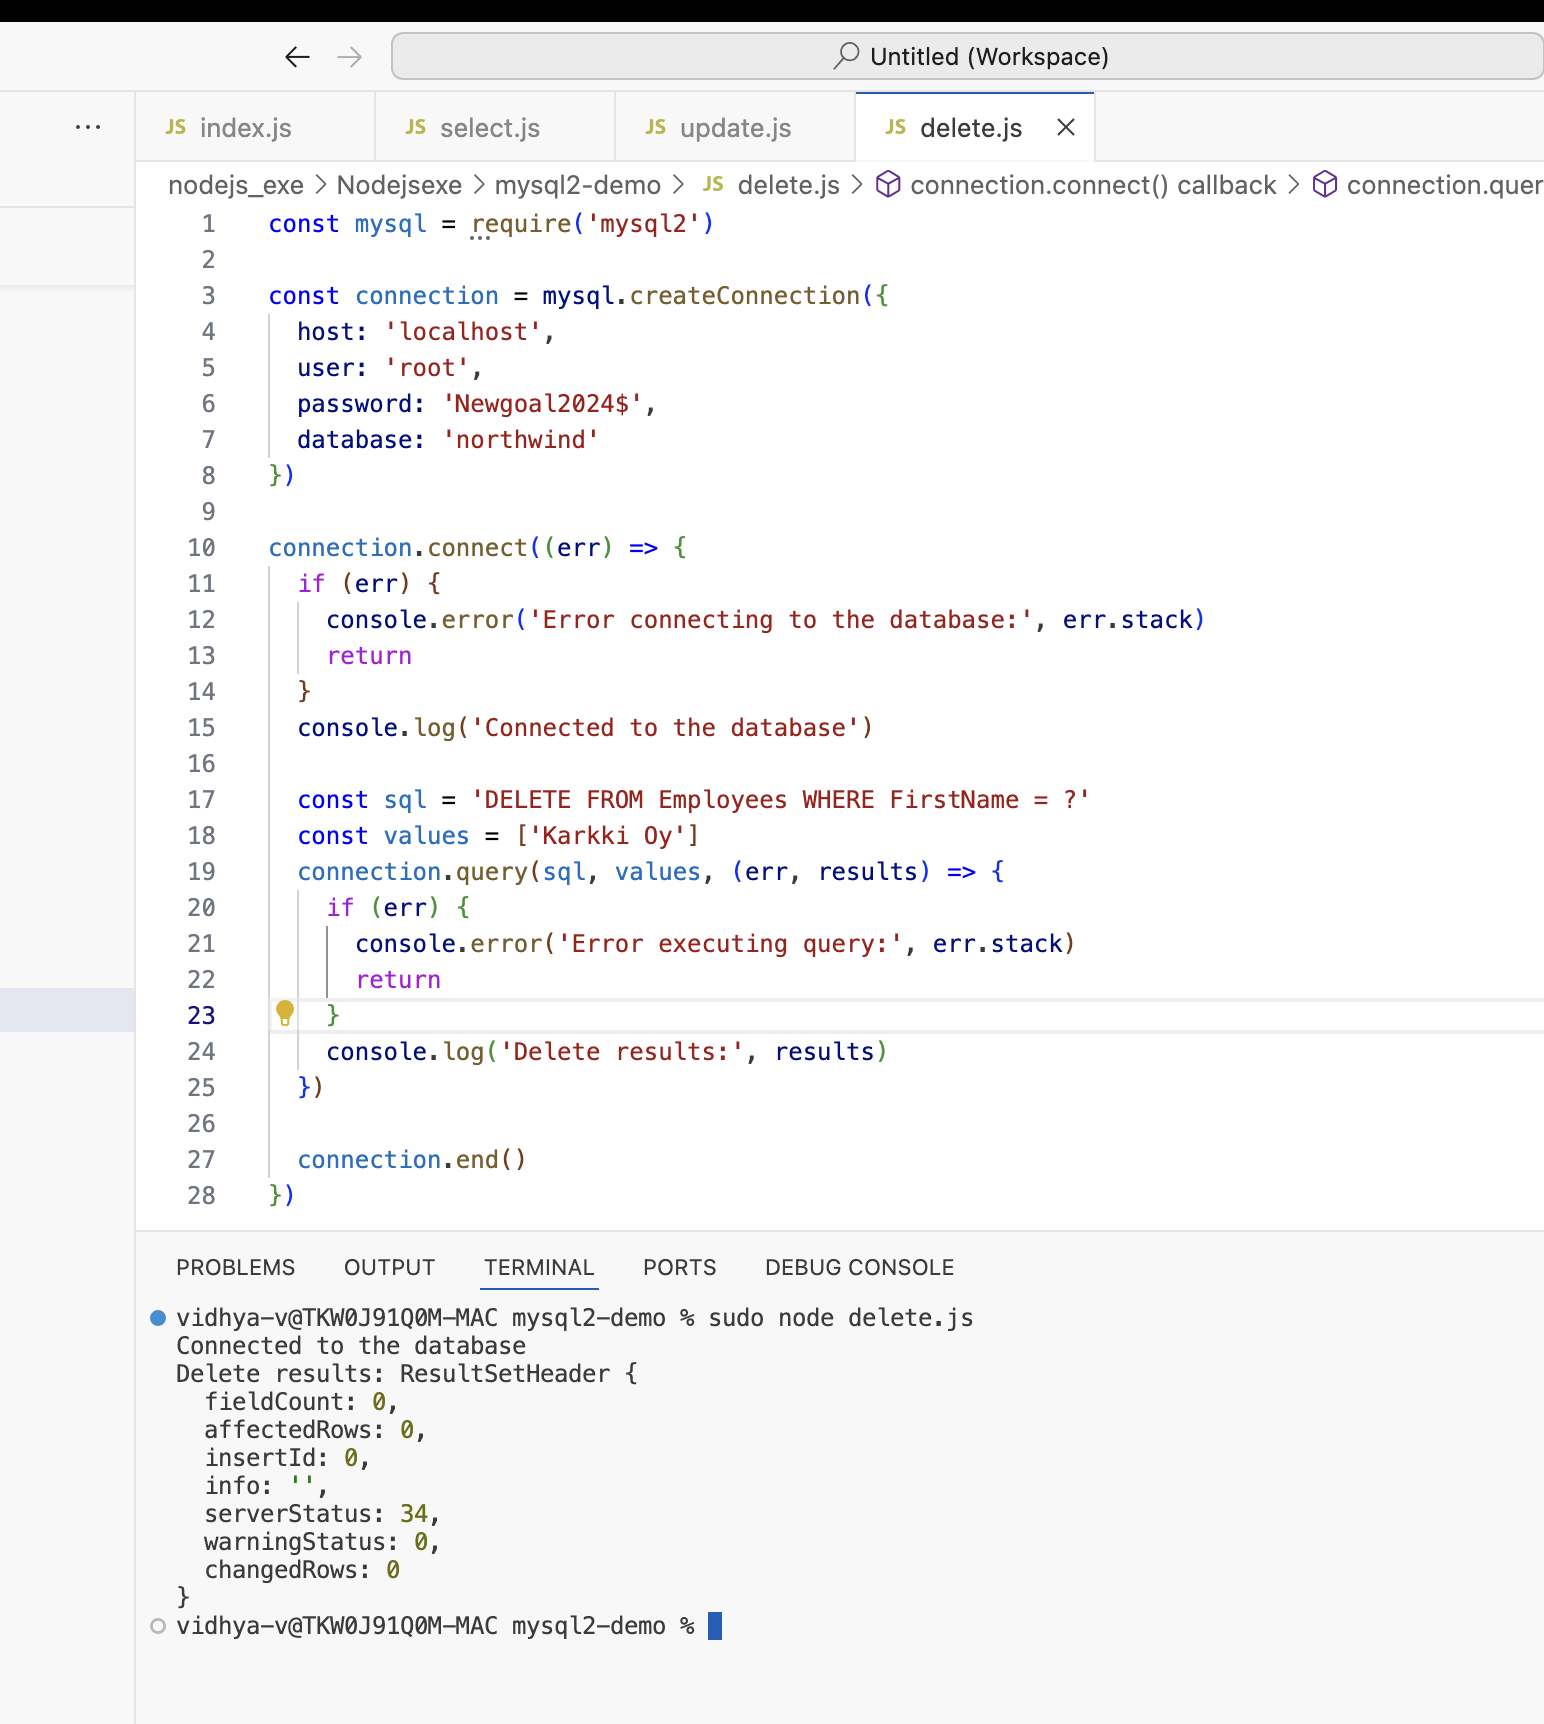 Untitled (Workspace)
...
JS index.js
JS select.js
JS update.js
JS delete.js
nodejs_exe > Nodejsexe > mysql2-demo > JS delete.js > connection.connect() callback > connection.quer
1 const mysql = require('mysql2')
2
3 const connection = mysql.createConnection({
4 host: 'localhost',
5 user: 'root',
6 password: 'Newgoal2024$',
7 database: 'northwind'
8 })
9
10 connection.connect((err) => {
11 if (err) {
12 console.error('Error connecting to the database:', err.stack)
13 return
14 }
15 console.log('Connected to the database')
16
17 const sql = 'DELETE FROM Employees WHERE FirstName = ?'
18 const values = ['Karkki Oy']
19 connection.query(sql, values, (err, results) => {
20 if (err) {
21 console.error('Error executing query:', err.stack)
22 return
23 }
24 console.log('Delete results:', results)
25 })
26
27 connection.end()
28 })
PROBLEMS OUTPUT TERMINAL PORTS DEBUG CONSOLE
vidhya-v@TKW0J91Q0M-MAC mysql2-demo % sudo node delete.js
Connected to the database
Delete results: ResultSetHeader {
fieldCount: 0,
affectedRows: 0,
insertId: 0,
info: '',
serverStatus: 34,
warningStatus: 0,
changedRows: 0
}
vidhya-v@TKW0J91Q0M-MAC mysql2-demo %